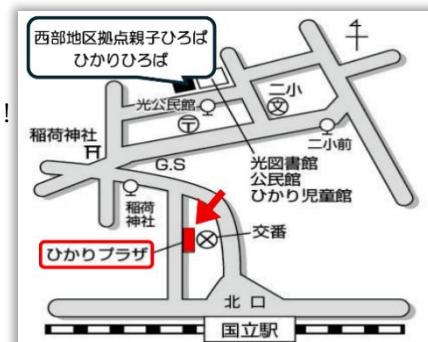 西部地区拠点親子ひろば
ひかりひろば
!
光公民館
二小
文
〒
稲荷神社
二小前
G.S
光図書館
公民館
ひかり児童館
稲荷
神社
ひかりプラザ
交番
北口
国立駅